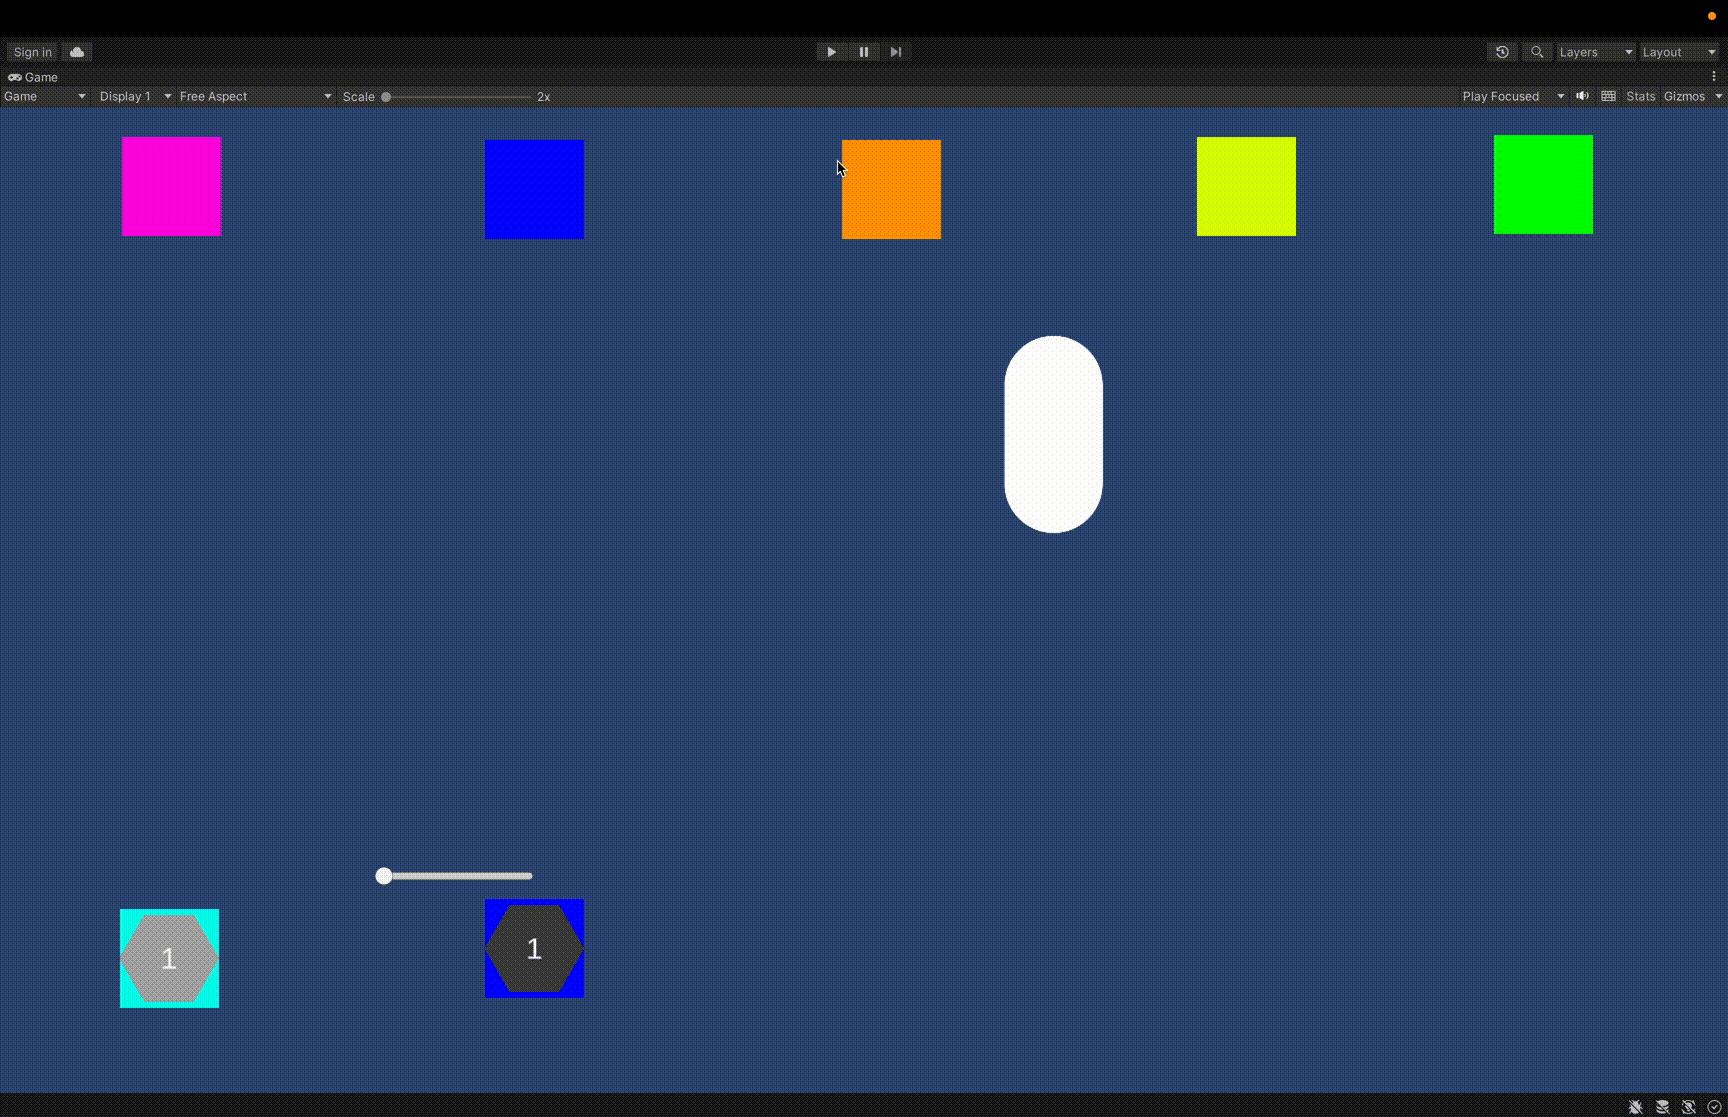 Sign in Layers Layout
Game
Game Display 1 Free Aspect Scale 2x Play Focused Stats Gizmos
1
1